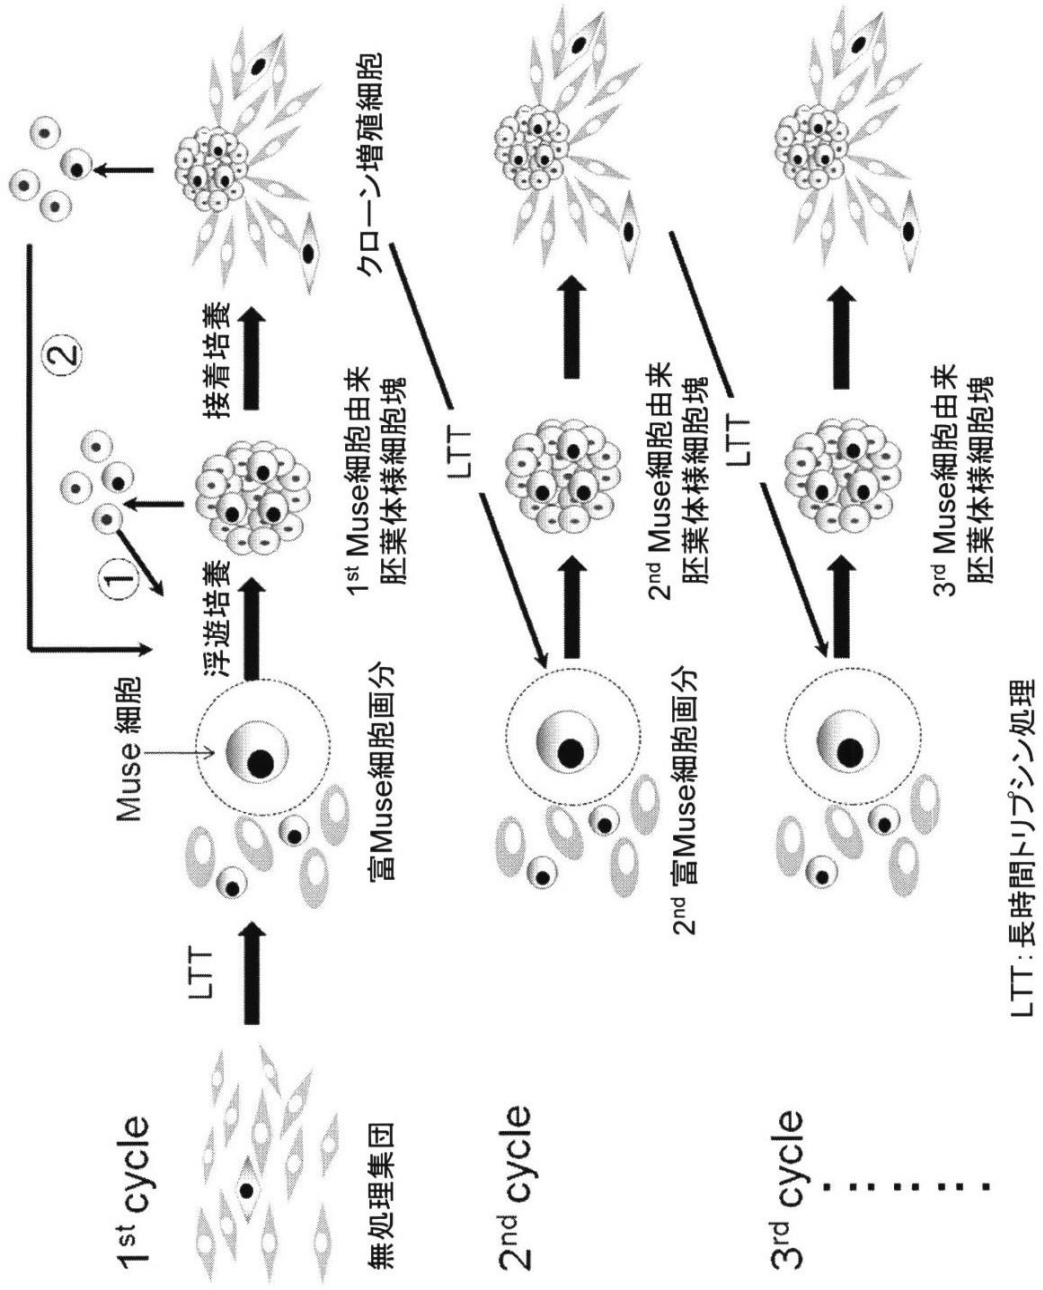 1st cycle
無処理集団
LTT
Muse 細胞
富Muse細胞画分
浮遊培養
①
②
1st Muse細胞由来
胚葉体様細胞塊
接着培養
クローン増殖細胞
2nd cycle
LTT
2nd 富Muse細胞画分
2nd Muse細胞由来
胚葉体様細胞塊
3rd cycle
LTT
3rd Muse細胞由来
胚葉体様細胞塊
LTT:長時間トリプシン処理